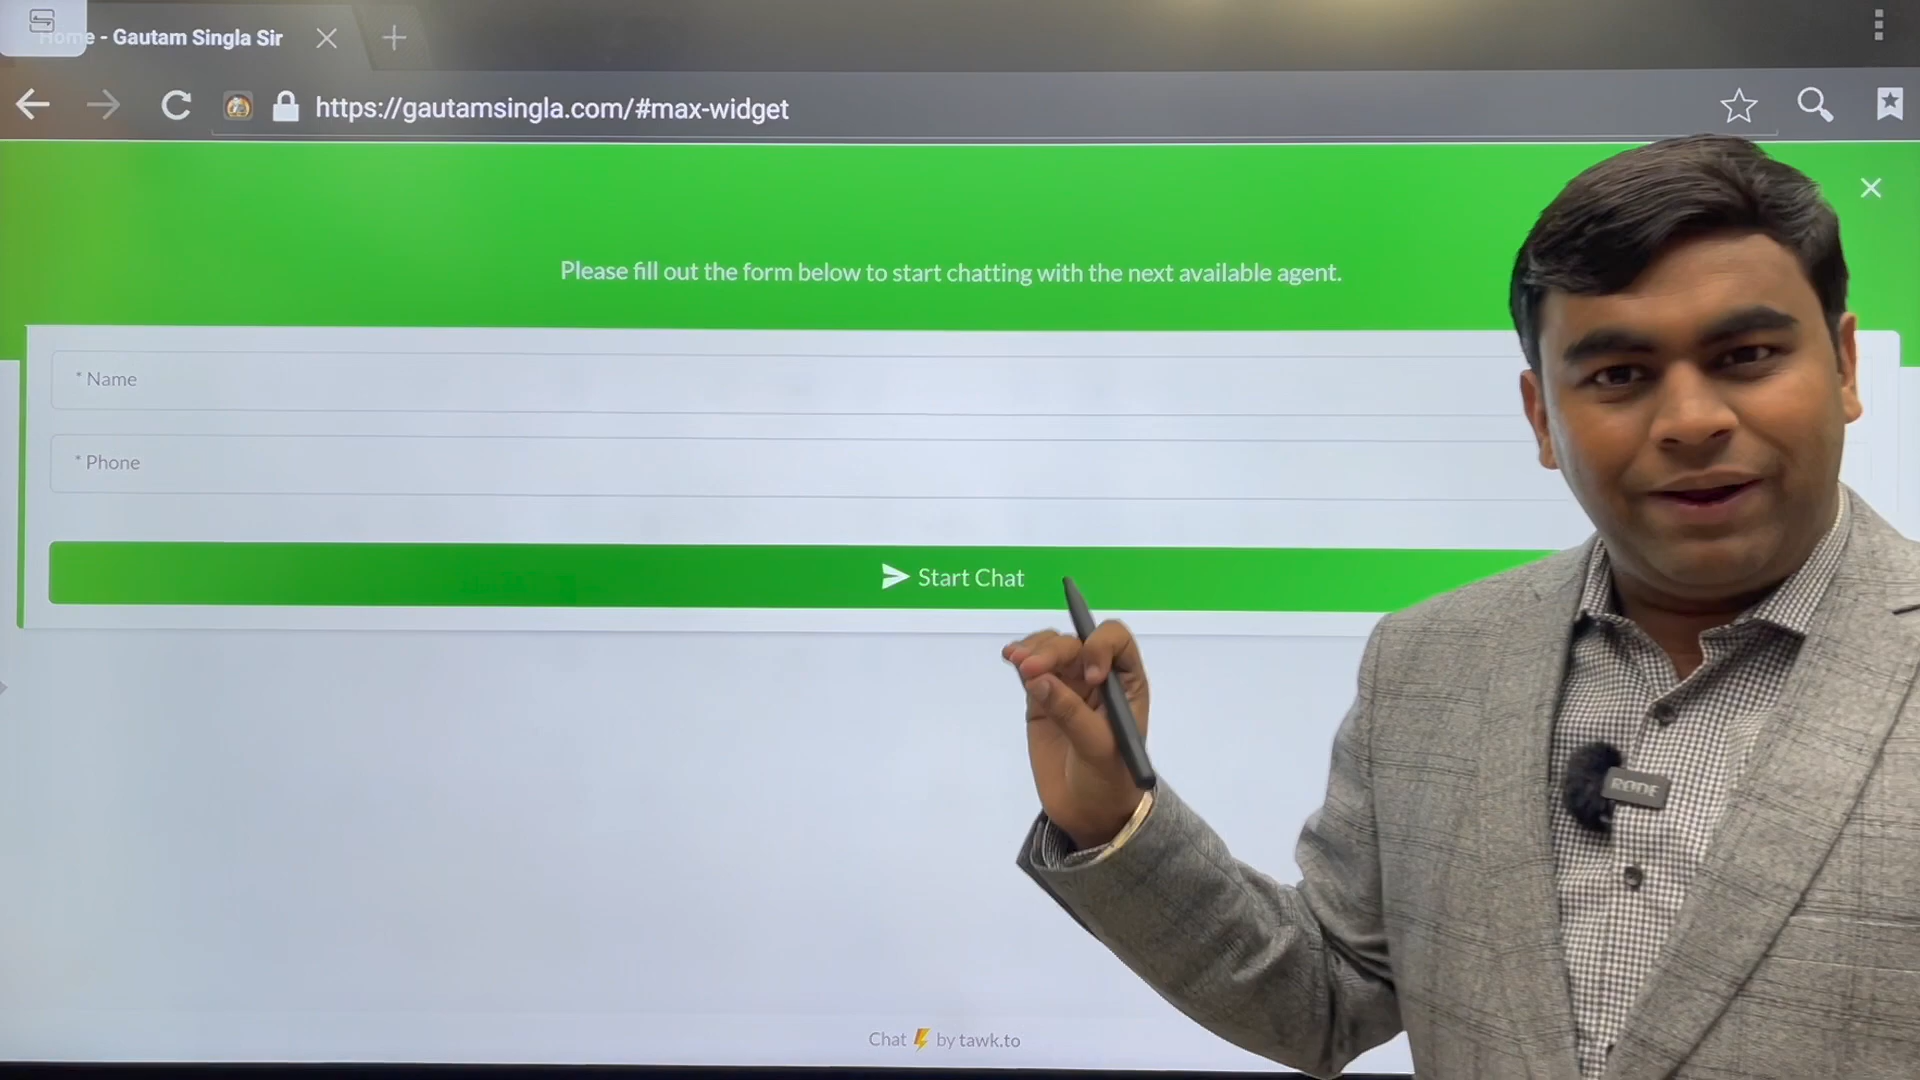 Home - Gautam Singla Sir
https://gautamsingla.com/#max-widget
Please fill out the form below to start chatting with the next available agent.
* Name
* Phone
Start Chat
RODE
Chat ⚡ by tawk.to